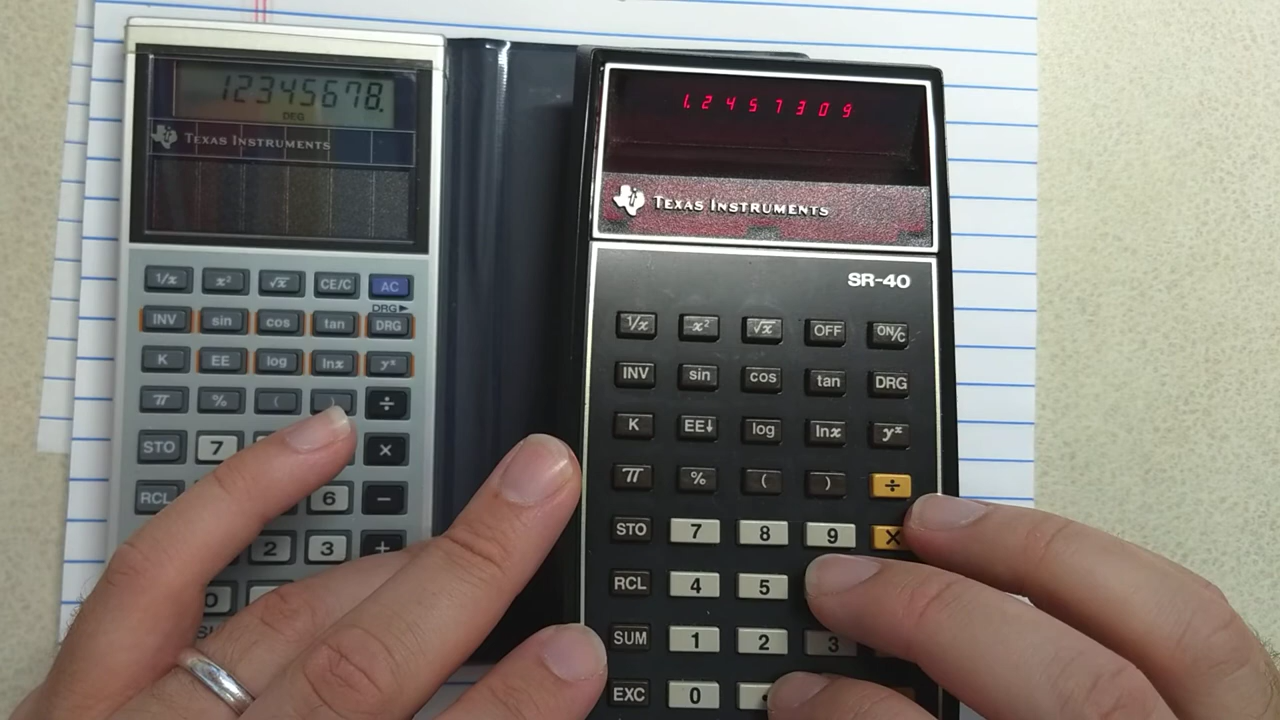 12345678.
DEG
TEXAS INSTRUMENTS
1/x x² √x CE/C AC
DRG▶
INV sin cos tan DRG
K EE log lnx yˣ
π % ( ) ÷
STO 7 ×
RCL 6 −
2 3 +
0
1.2457309
TEXAS INSTRUMENTS
SR-40
1/x x² √x OFF ON/C
INV sin cos tan DRG
K EE↓ log lnx yˣ
π % ( ) ÷
STO 7 8 9 ×
RCL 4 5
SUM 1 2 3
EXC 0 .